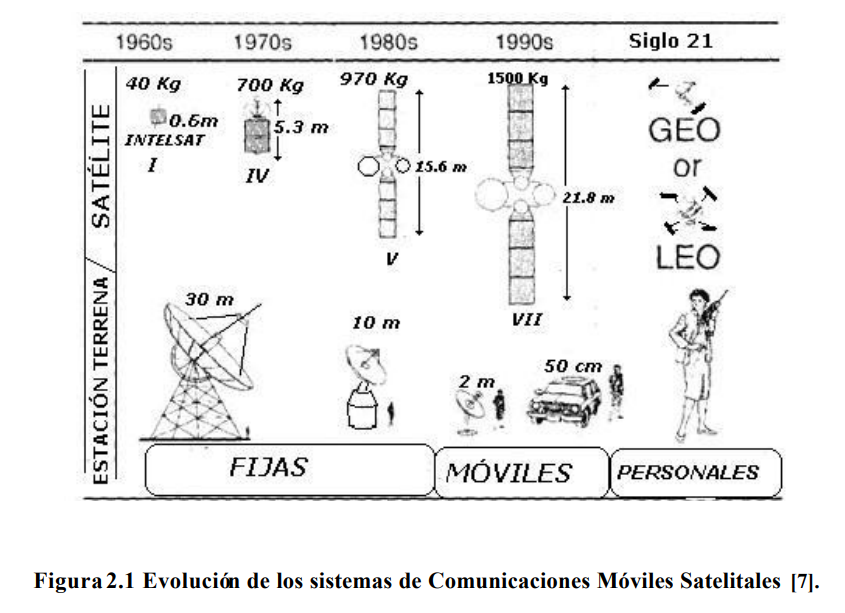 1960s 1970s 1980s 1990s Siglo 21
SATÉLITE
40 Kg 700 Kg 970 Kg 1500 Kg
0.6m 5.3 m 15.6 m 21.8 m
INTELSAT
I IV V VII
GEO
or
LEO
ESTACIÓN TERRENA
30 m 10 m 2 m 50 cm
FIJAS MÓVILES PERSONALES
Figura 2.1 Evolución de los sistemas de Comunicaciones Móviles Satelitales [7].